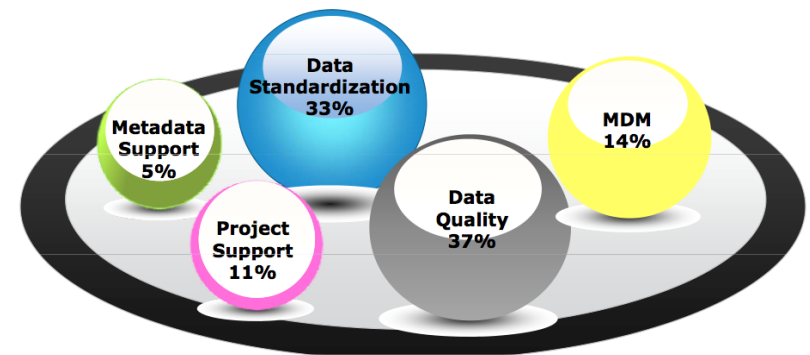 Data
Standardization
33%
Metadata
Support
5%
MDM
14%
Data
Quality
37%
Project
Support
11%